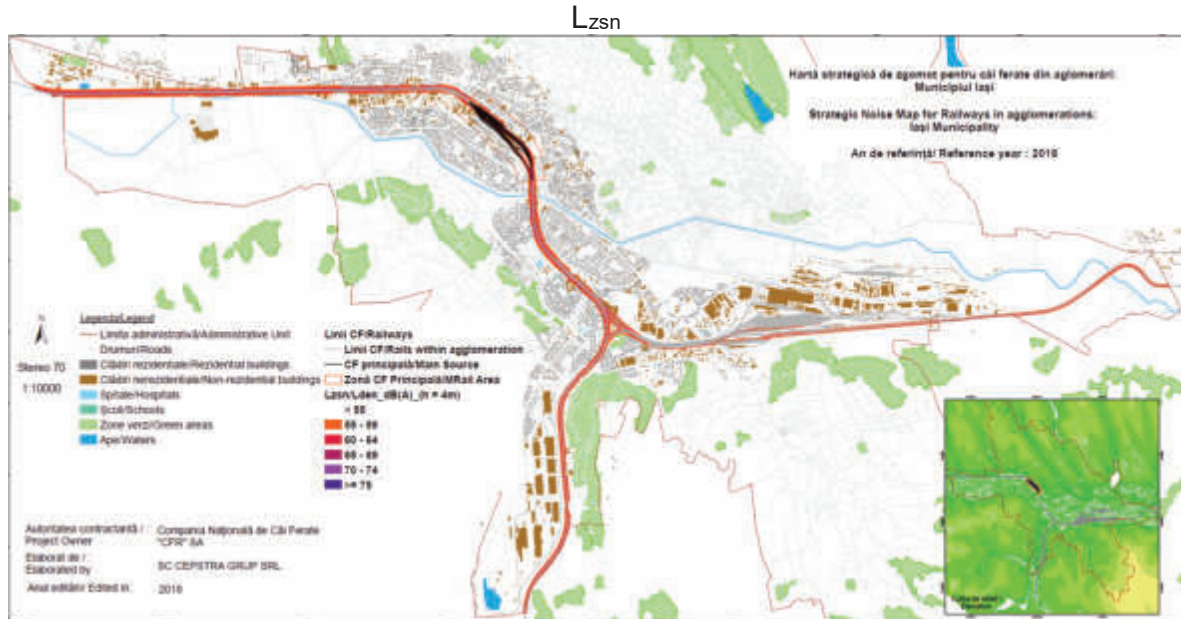 Lzsn
Hartă strategică de zgomot pentru căi ferate din aglomerări:
Municipiul Iași
Strategic Noise Map for Railways in agglomerations:
Iași Municipality
An de referință/ Reference year : 2016
Legenda/Legend
Limita administrativă/Administrative Unit
Drumuri/Roads
Clădiri rezidentiale/Rezidential buildings
Clădiri nerezidentiale/Non-rezidential buildings
Spitale/Hospitals
Școli/Schools
Zone verzi/Green areas
Ape/Waters
N
Stereo 70
1:10000
Linii CF/Railways
Linii CF/Rails within agglomeration
CF principală/Main Source
Zonă CF Principală/MRail Area
Lzsn/Lden_dB(A)_(h = 4m)
55 - 59
60 - 64
65 - 69
70 - 74
>= 75
Autoritatea contractantă / Project Owner
Compania Națională de Căi Ferate "CFR" SA
Elaborat de / Elaborated by
SC CEPSTRA GRUP SRL
Anul editării/ Edited in:
2016